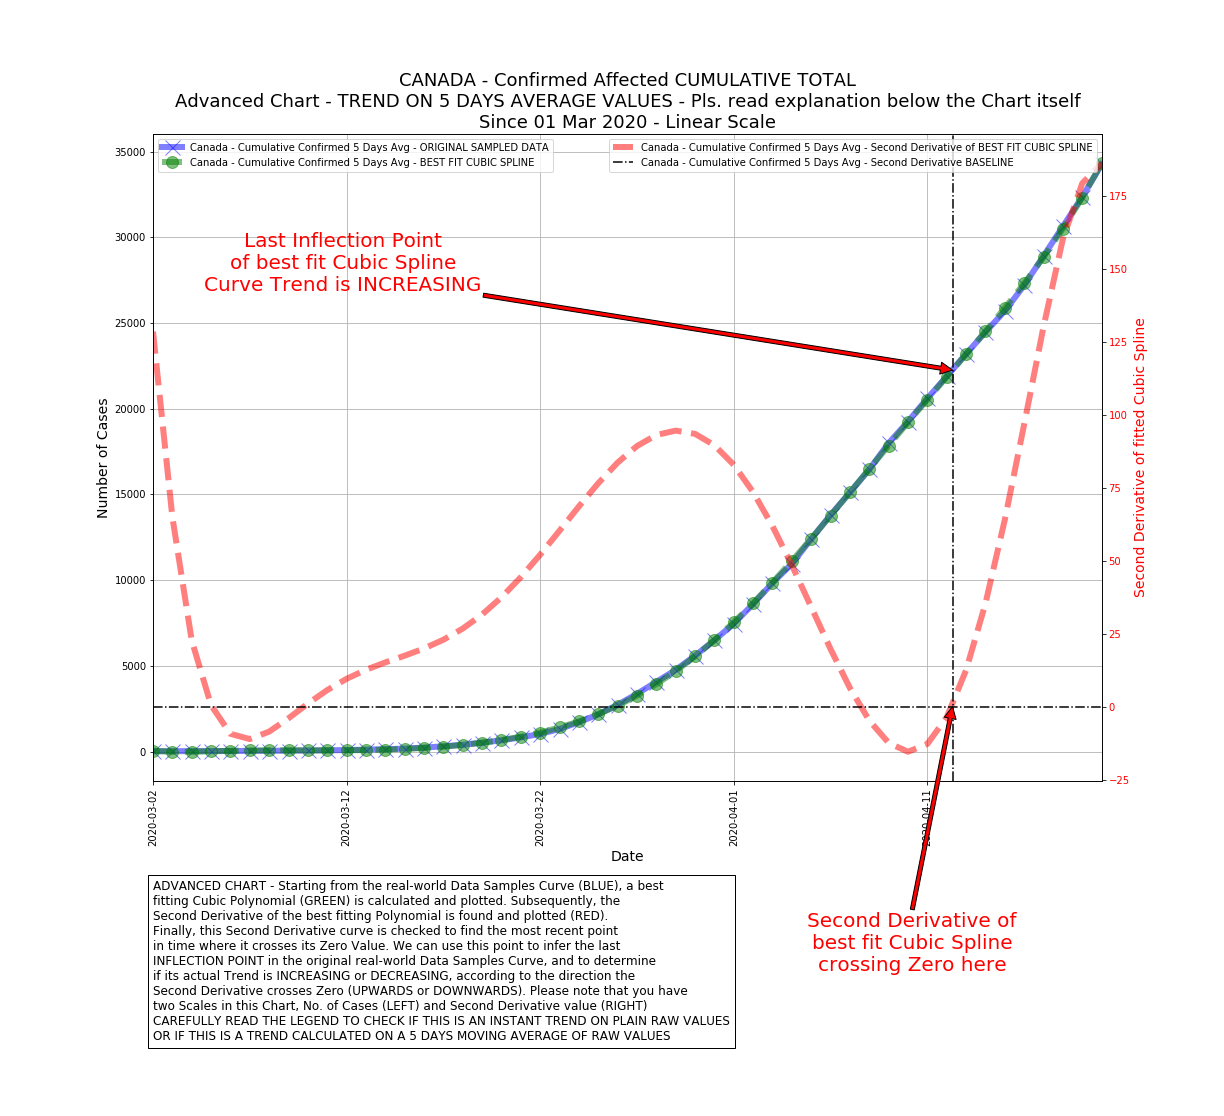 CANADA - Confirmed Affected CUMULATIVE TOTAL
Advanced Chart - TREND ON 5 DAYS AVERAGE VALUES - Pls. read explanation below the Chart itself
Since 01 Mar 2020 - Linear Scale
Canada - Cumulative Confirmed 5 Days Avg - ORIGINAL SAMPLED DATA
Canada - Cumulative Confirmed 5 Days Avg - BEST FIT CUBIC SPLINE
Canada - Cumulative Confirmed 5 Days Avg - Second Derivative of BEST FIT CUBIC SPLINE
Canada - Cumulative Confirmed 5 Days Avg - Second Derivative BASELINE
Last Inflection Point
of best fit Cubic Spline
Curve Trend is INCREASING
Number of Cases
35000
30000
25000
20000
15000
10000
5000
0
175
150
125
100
75
50
25
0
−25
Second Derivative of fitted Cubic Spline
2020-03-02
2020-03-12
2020-03-22
2020-04-01
2020-04-11
Date
Second Derivative of
best fit Cubic Spline
crossing Zero here
ADVANCED CHART - Starting from the real-world Data Samples Curve (BLUE), a best
fitting Cubic Polynomial (GREEN) is calculated and plotted. Subsequently, the
Second Derivative of the best fitting Polynomial is found and plotted (RED).
Finally, this Second Derivative curve is checked to find the most recent point
in time where it crosses its Zero Value. We can use this point to infer the last
INFLECTION POINT in the original real-world Data Samples Curve, and to determine
if its actual Trend is INCREASING or DECREASING, according to the direction the
Second Derivative crosses Zero (UPWARDS or DOWNWARDS). Please note that you have
two Scales in this Chart, No. of Cases (LEFT) and Second Derivative value (RIGHT)
CAREFULLY READ THE LEGEND TO CHECK IF THIS IS AN INSTANT TREND ON PLAIN RAW VALUES
OR IF THIS IS A TREND CALCULATED ON A 5 DAYS MOVING AVERAGE OF RAW VALUES